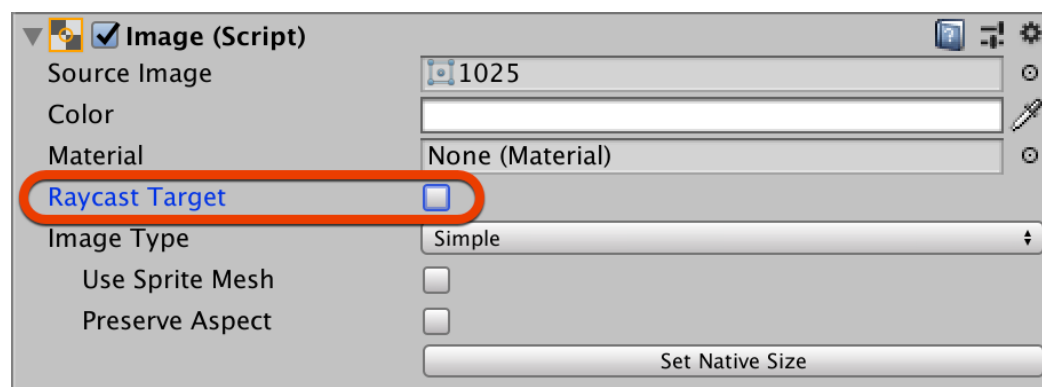 Image (Script)
Source Image 1025
Color
Material None (Material)
Raycast Target
Image Type Simple
Use Sprite Mesh
Preserve Aspect
Set Native Size